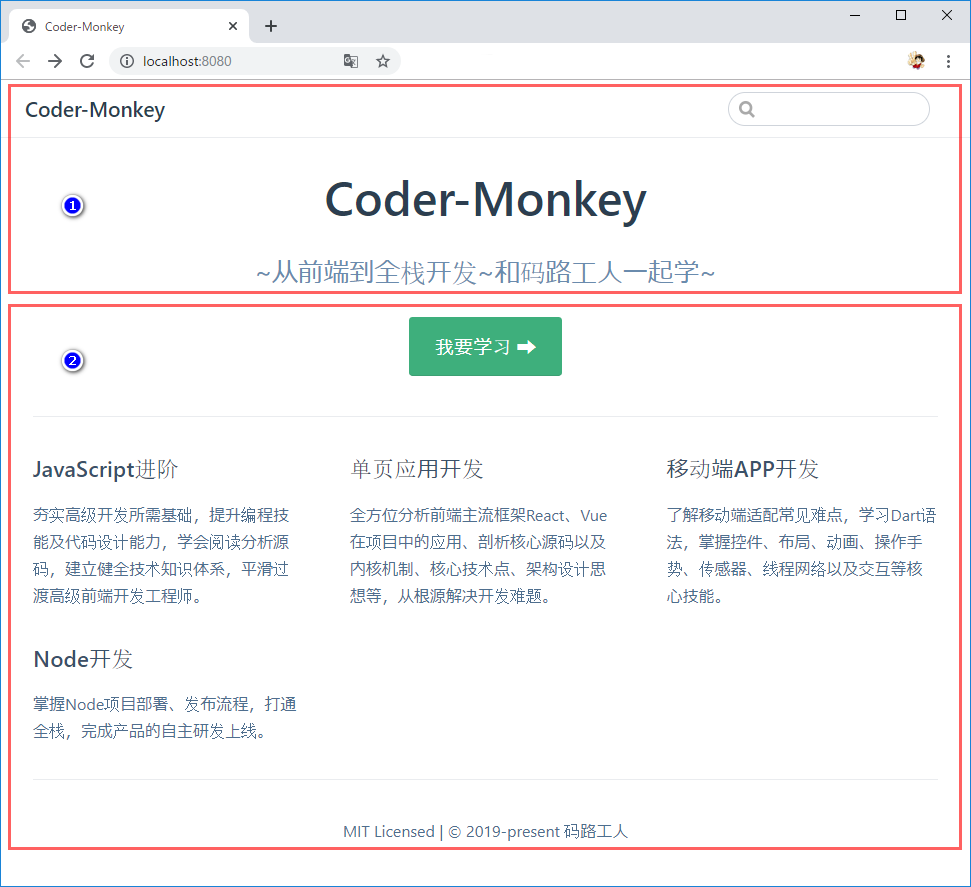 Coder-Monkey
localhost:8080
Coder-Monkey
1
Coder-Monkey
~从前端到全栈开发~和码路工人一起学~
2
我要学习 ➡
JavaScript进阶
夯实高级开发所需基础，提升编程技
能及代码设计能力，学会阅读分析源
码，建立健全技术知识体系，平滑过
渡高级前端开发工程师。
单页应用开发
全方位分析前端主流框架React、Vue
在项目中的应用、剖析核心源码以及
内核机制、核心技术点、架构设计思
想等，从根源解决开发难题。
移动端APP开发
了解移动端适配常见难点，学习Dart语
法，掌握控件、布局、动画、操作手
势、传感器、线程网络以及交互等核
心技能。
Node开发
掌握Node项目部署、发布流程，打通
全栈，完成产品的自主研发上线。
MIT Licensed | © 2019-present 码路工人